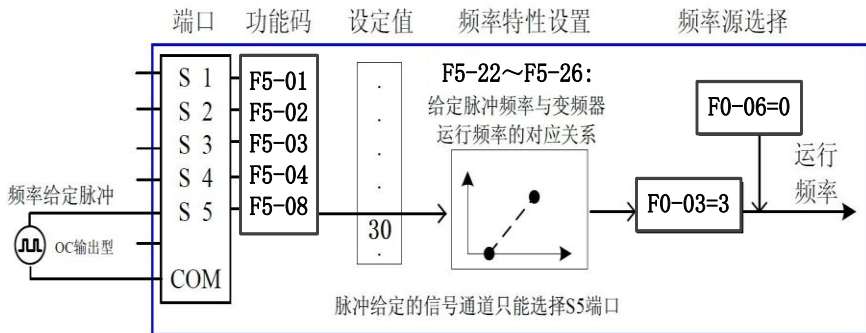 端口 功能码 设定值 频率特性设置 频率源选择
S 1 F5-01
S 2 F5-02
S 3 F5-03
S 4 F5-04
S 5 F5-08
COM
频率给定脉冲
OC输出型
30
F5-22～F5-26:
给定脉冲频率与变频器
运行频率的对应关系
F0-06=0
F0-03=3
运行
频率
脉冲给定的信号通道只能选择S5端口